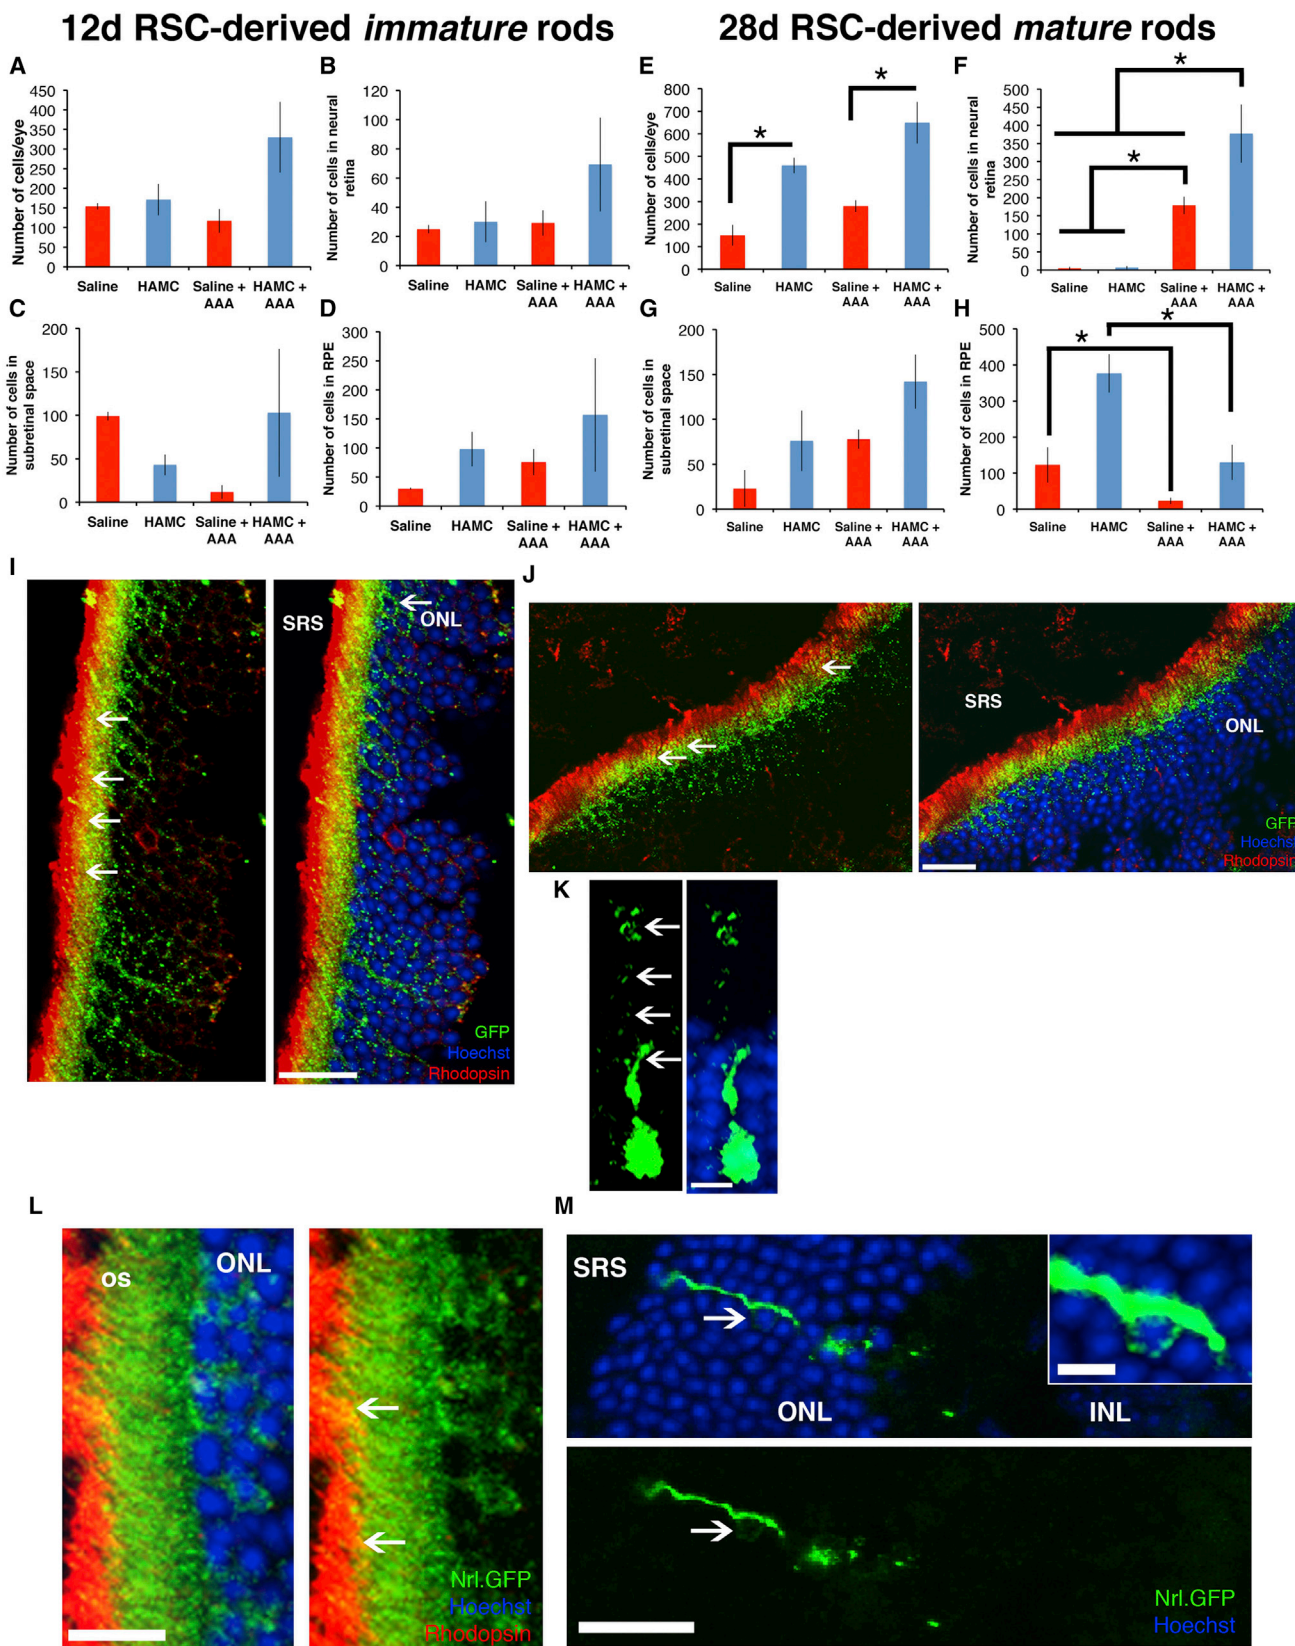 12d RSC-derived immature rods
28d RSC-derived mature rods
A
Number of cells/eye
450
400
350
300
250
200
150
100
50
0
Saline
HAMC
Saline + AAA
HAMC + AAA
B
Number of cells in neural retina
120
100
80
60
40
20
0
Saline
HAMC
Saline + AAA
HAMC + AAA
E
Number of cells/eye
800
700
600
500
400
300
200
100
0
*
*
Saline
HAMC
Saline + AAA
HAMC + AAA
F
Number of cells in neural retina
500
450
400
350
300
250
200
150
100
50
0
*
*
Saline
HAMC
Saline + AAA
HAMC + AAA
C
Number of cells in subretinal space
200
150
100
50
0
Saline
HAMC
Saline + AAA
HAMC + AAA
D
Number of cells in RPE
300
250
200
150
100
50
0
Saline
HAMC
Saline + AAA
HAMC + AAA
G
Number of cells in subretinal space
200
150
100
50
0
Saline
HAMC
Saline + AAA
HAMC + AAA
H
Number of cells in RPE
500
400
300
200
100
0
*
*
Saline
HAMC
Saline + AAA
HAMC + AAA
I
SRS
ONL
GFP
Hoechst
Rhodopsin
J
SRS
ONL
GFP
Hoechst
Rhodopsin
K
L
OS
ONL
Nrl.GFP
Hoechst
Rhodopsin
M
SRS
ONL
INL
Nrl.GFP
Hoechst